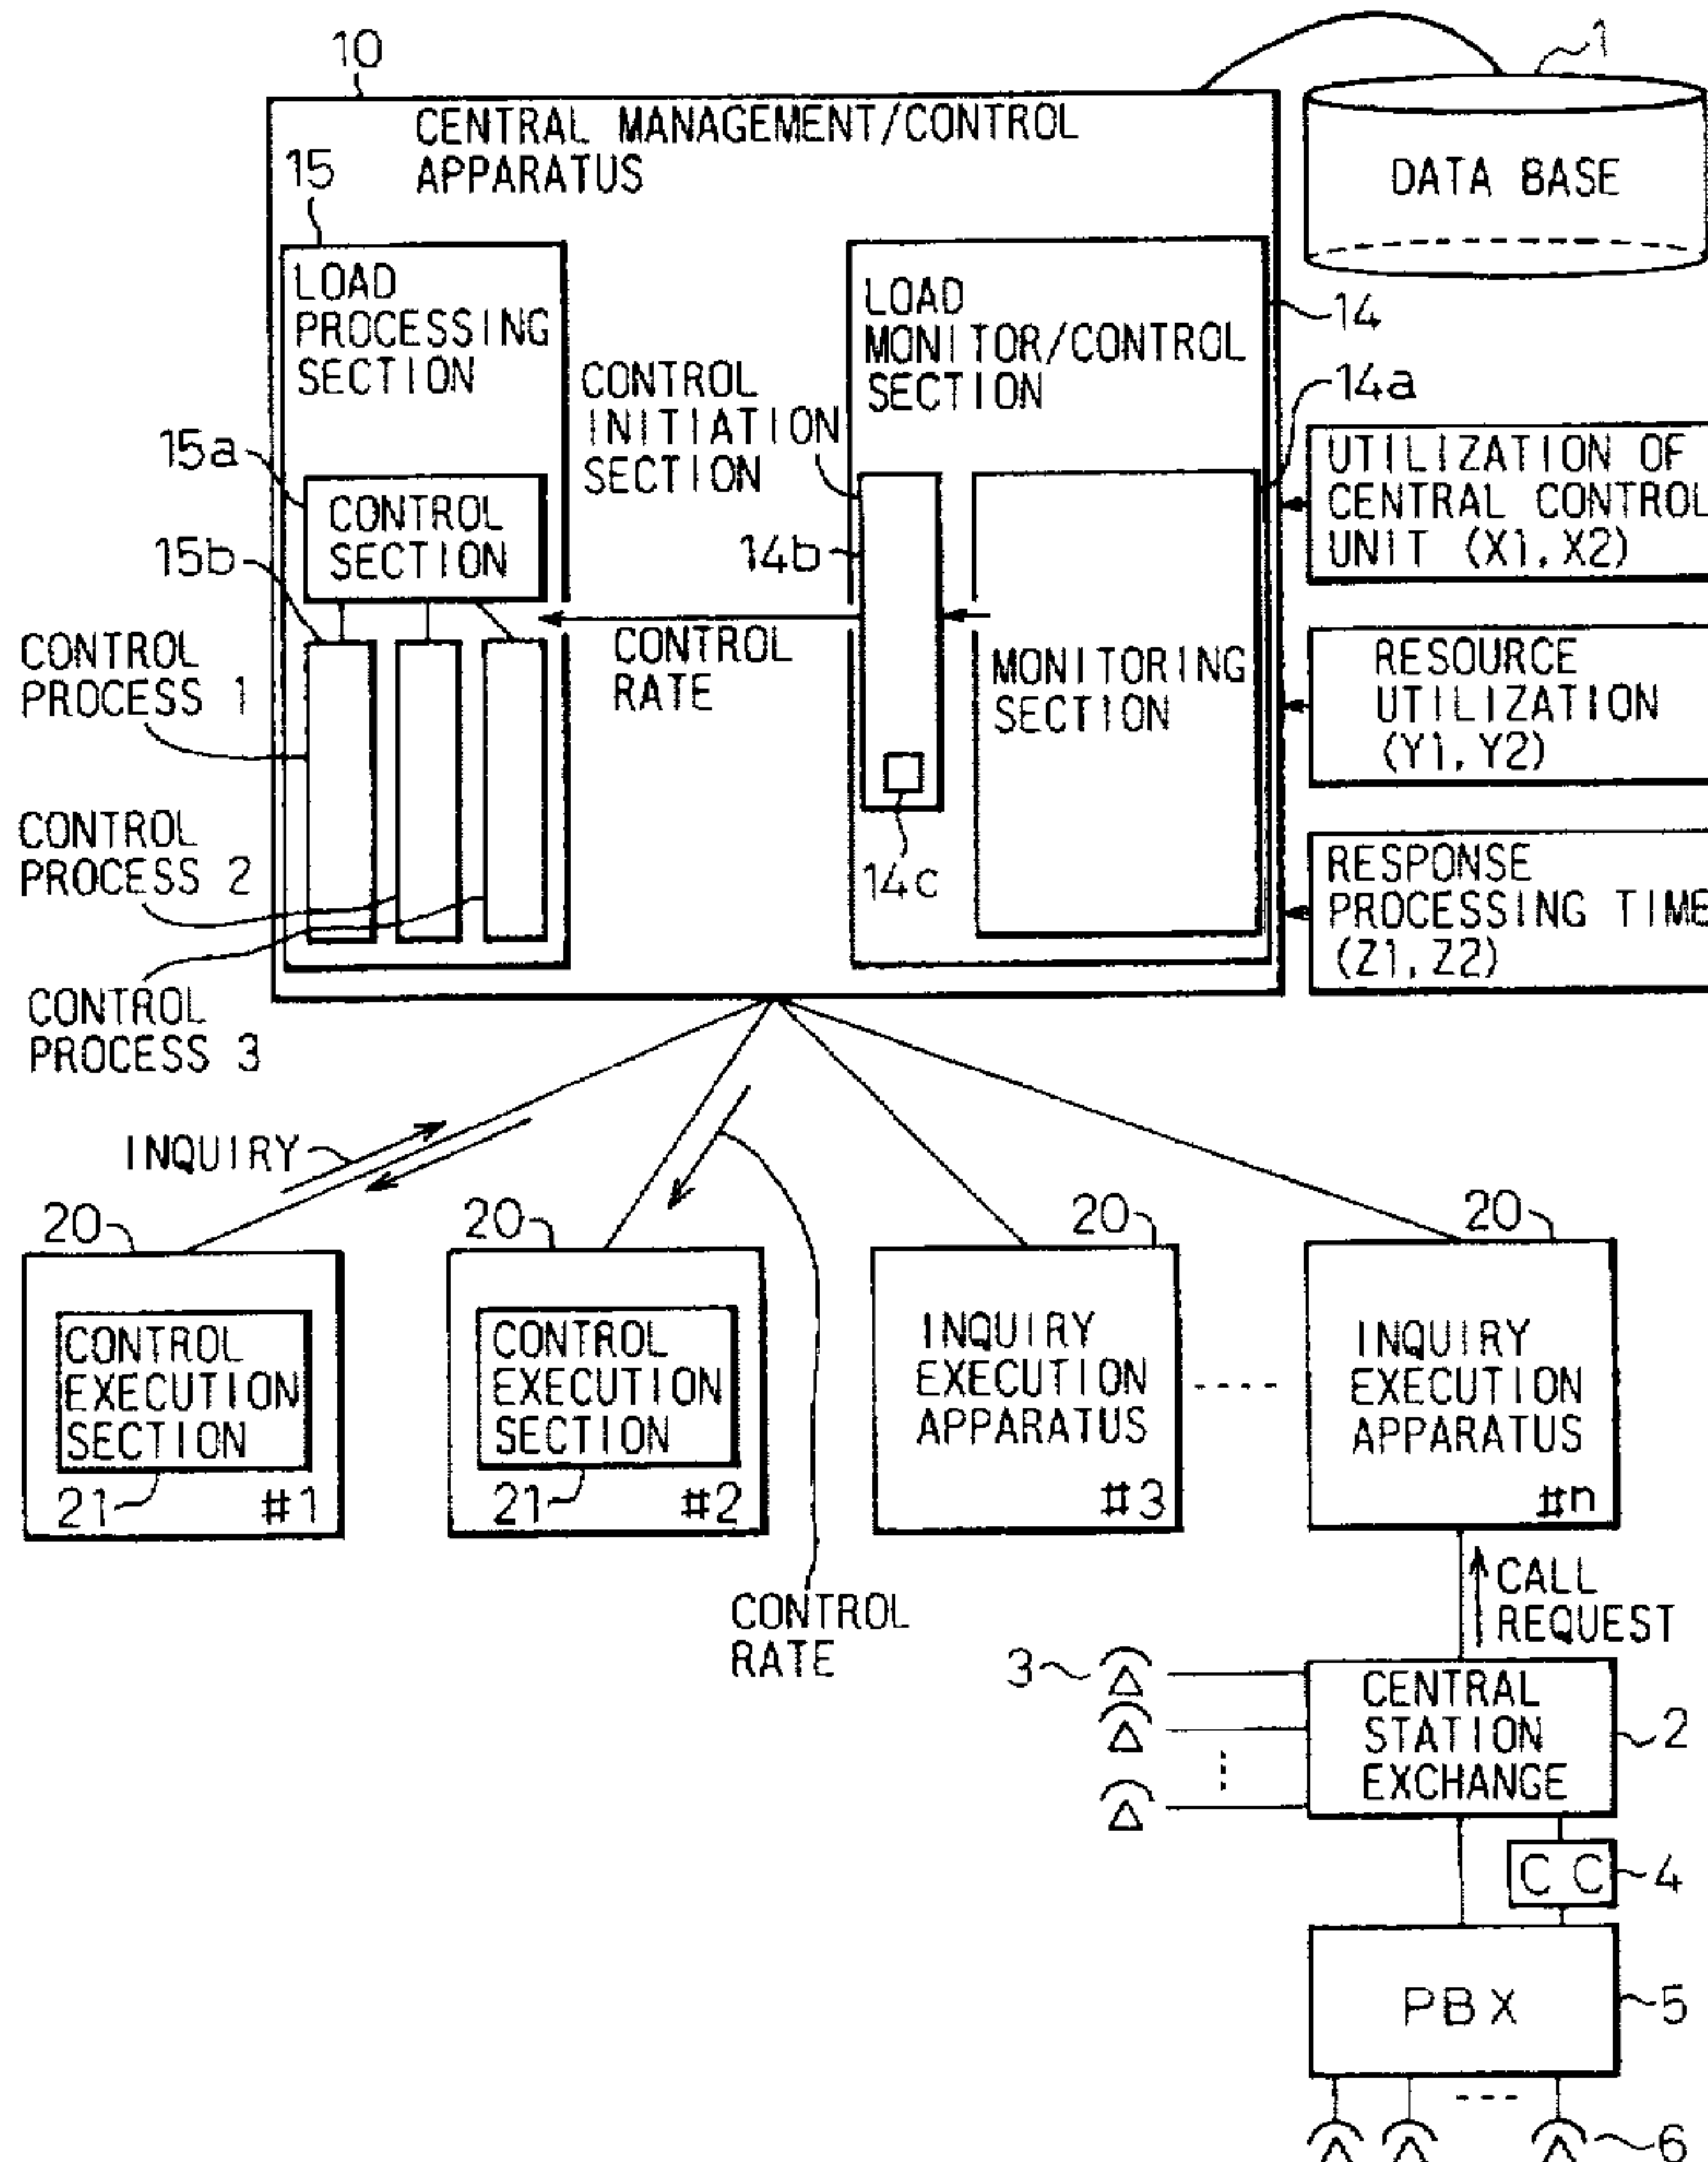 10
1
CENTRAL MANAGEMENT/CONTROL
APPARATUS
DATA BASE
15
LOAD
PROCESSING
SECTION
LOAD
MONITOR/CONTROL
SECTION
14
14a
CONTROL
INITIATION
SECTION
15a
CONTROL
SECTION
15b
14b
UTILIZATION OF
CENTRAL CONTROL
UNIT (X1, X2)
CONTROL
PROCESS 1
CONTROL
RATE
MONITORING
SECTION
RESOURCE
UTILIZATION
(Y1, Y2)
CONTROL
PROCESS 2
14c
RESPONSE
PROCESSING TIME
(Z1, Z2)
CONTROL
PROCESS 3
INQUIRY
20
20
20
20
CONTROL
EXECUTION
SECTION
21
#1
CONTROL
EXECUTION
SECTION
21
#2
INQUIRY
EXECUTION
APPARATUS
#3
INQUIRY
EXECUTION
APPARATUS
#n
CONTROL
RATE
CALL
REQUEST
3
CENTRAL
STATION
EXCHANGE
2
CC
4
PBX
5
6